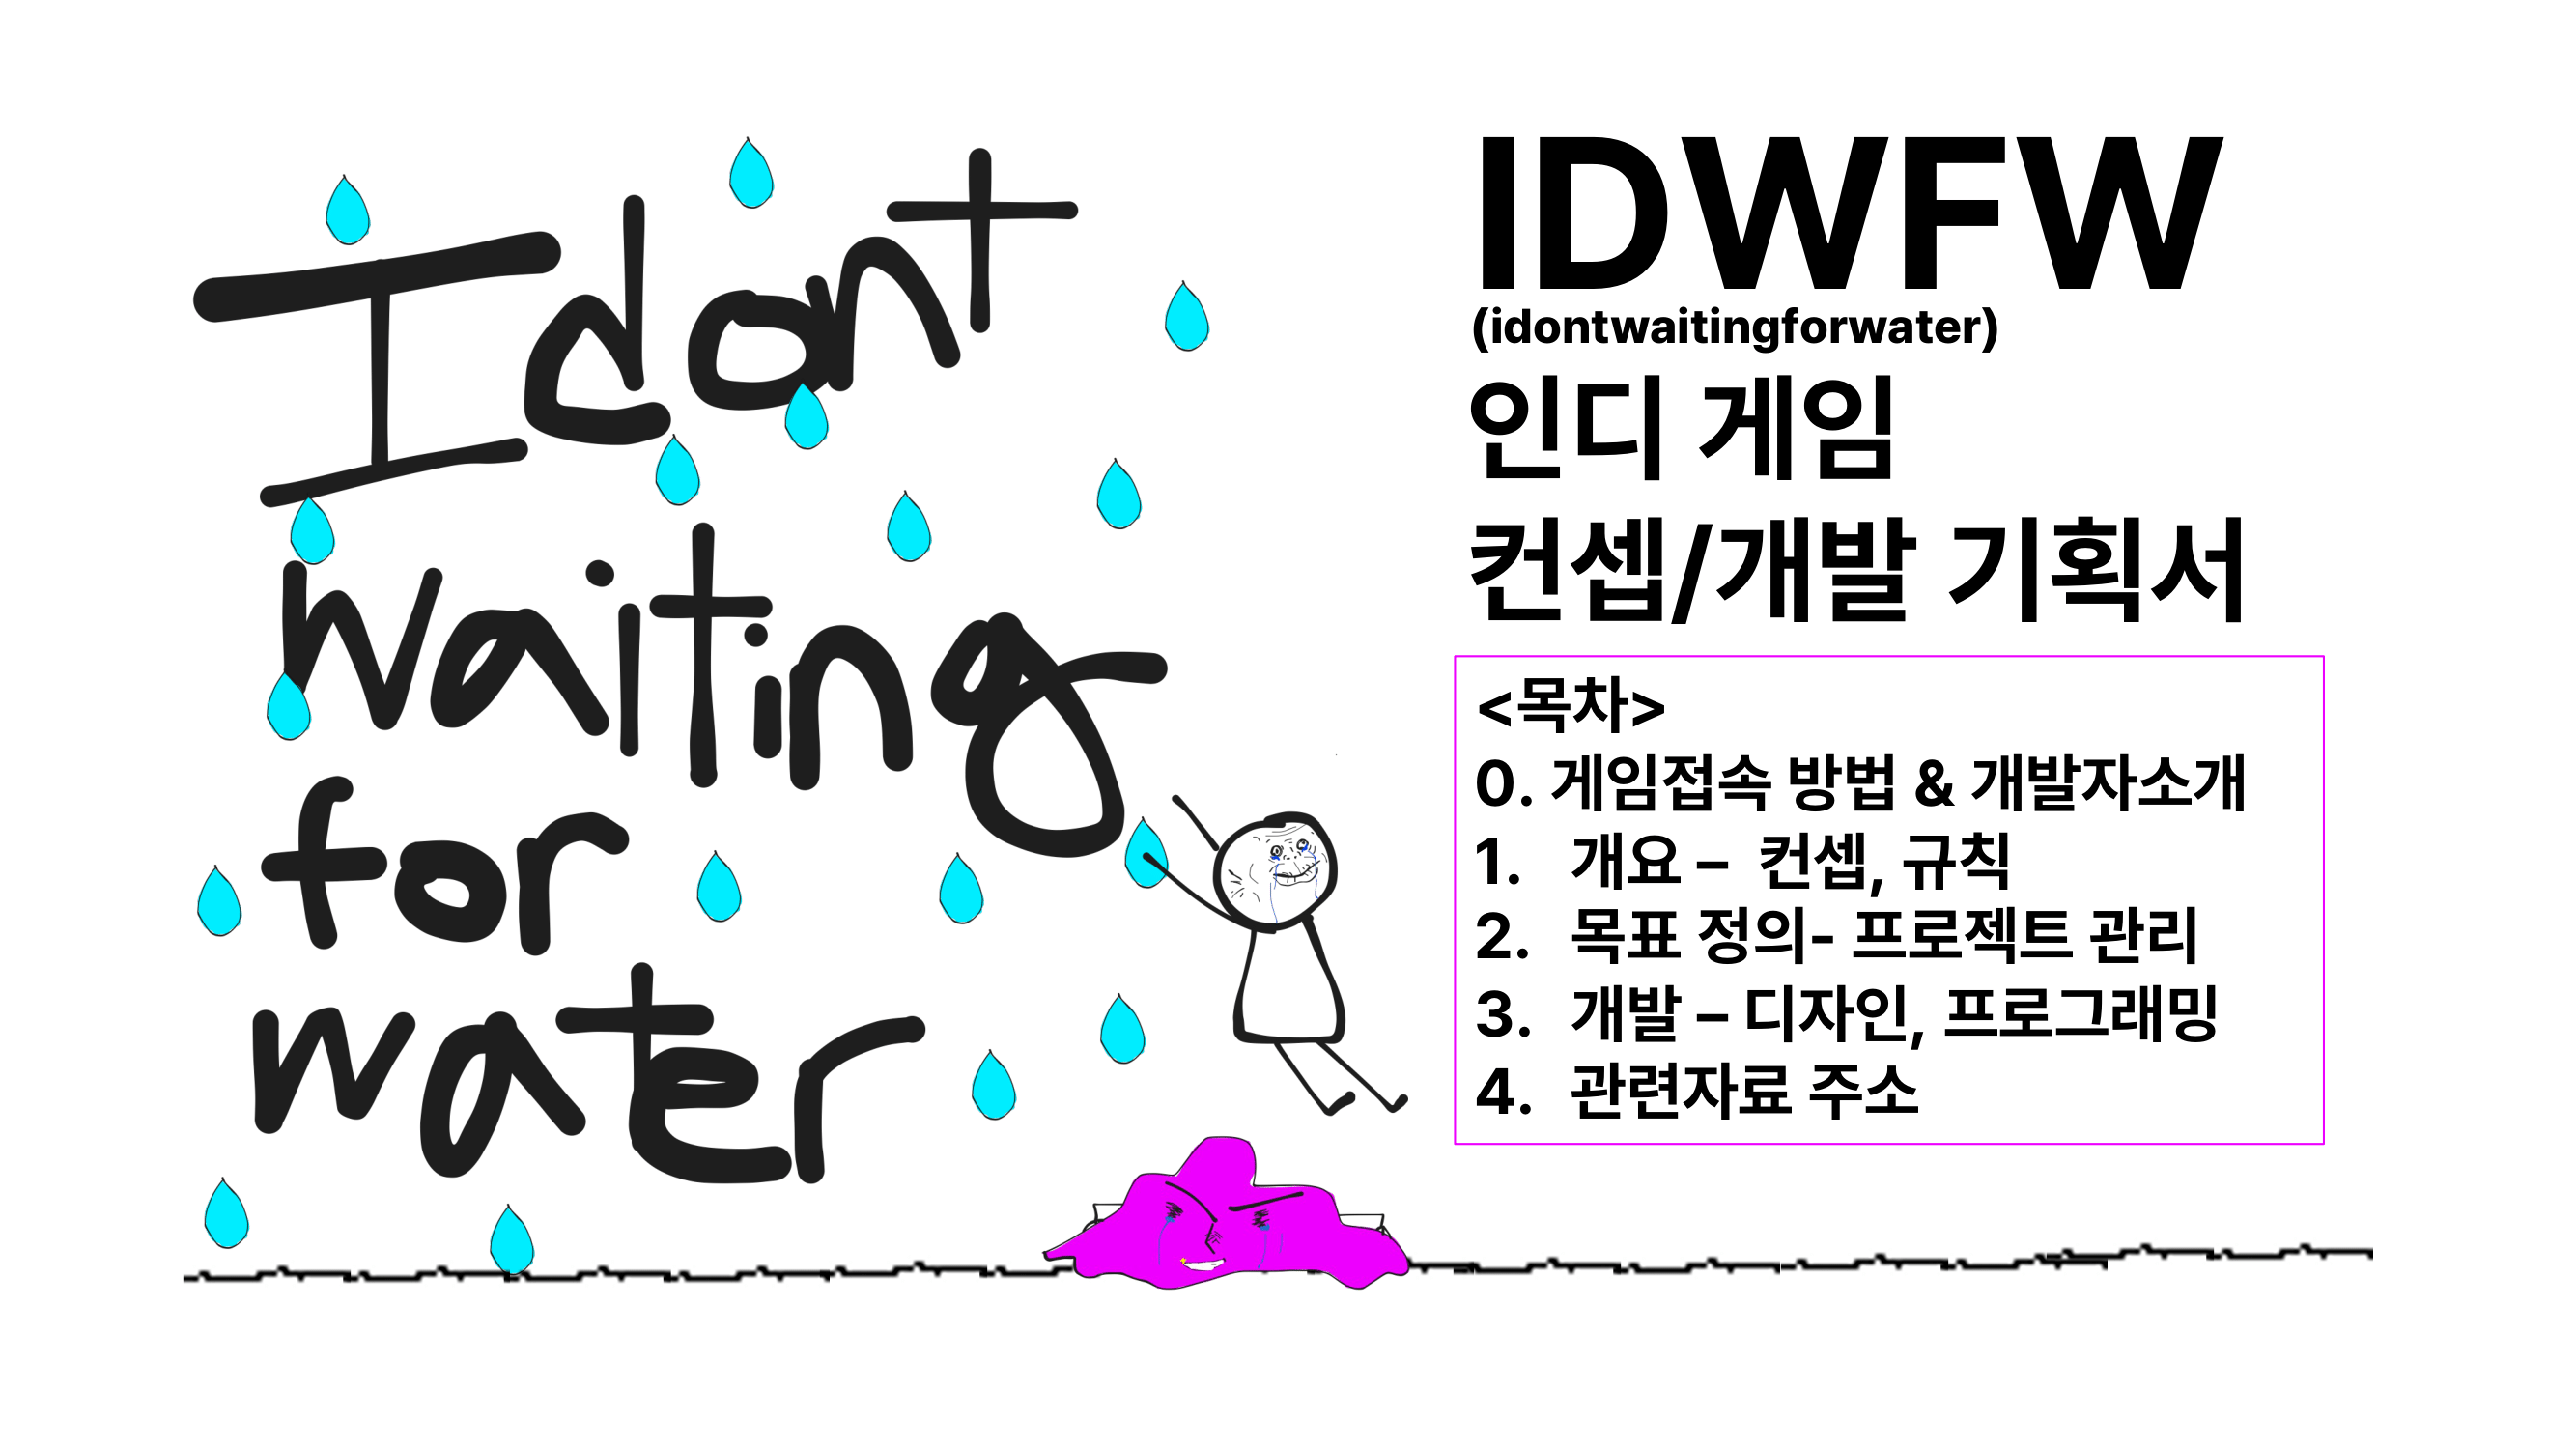 I dont
waiting
for
water
IDWFW
(idontwaitingforwater)
인디 게임
컨셉/개발 기획서
<목차>
0. 게임접속 방법 & 개발자소개
1. 개요 – 컨셉, 규칙
2. 목표 정의- 프로젝트 관리
3. 개발 – 디자인, 프로그래밍
4. 관련자료 주소